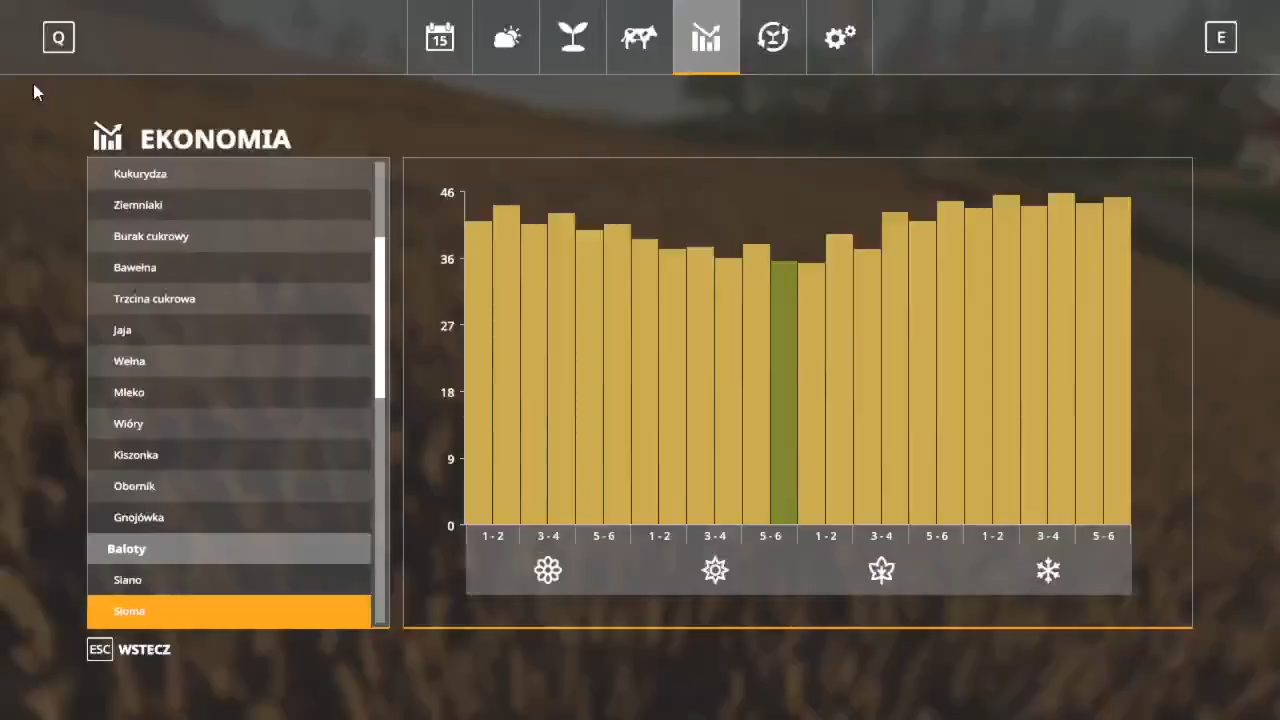 Q
15
E
EKONOMIA
Kukurydza
Ziemniaki
Burak cukrowy
Bawełna
Trzcina cukrowa
Jaja
Wełna
Mleko
Wióry
Kiszonka
Obornik
Gnojówka
Baloty
Siano
Słoma
46
36
27
18
9
0
1 - 2 3 - 4 5 - 6 1 - 2 3 - 4 5 - 6 1 - 2 3 - 4 5 - 6 1 - 2 3 - 4 5 - 6
ESC WSTECZ